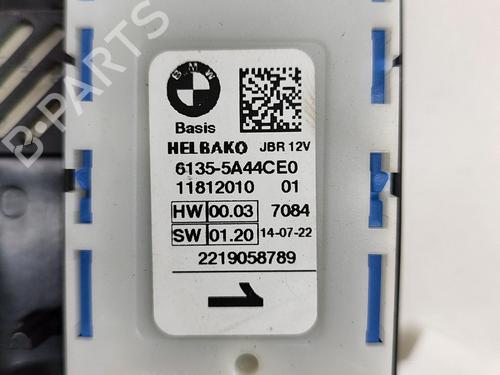 B-PARTS
BMW
Basis
HELBAKO JBR 12V
6135-5A44CE0
11812010 01
HW 00.03 7084
SW 01.20 14-07-22
2219058789
1